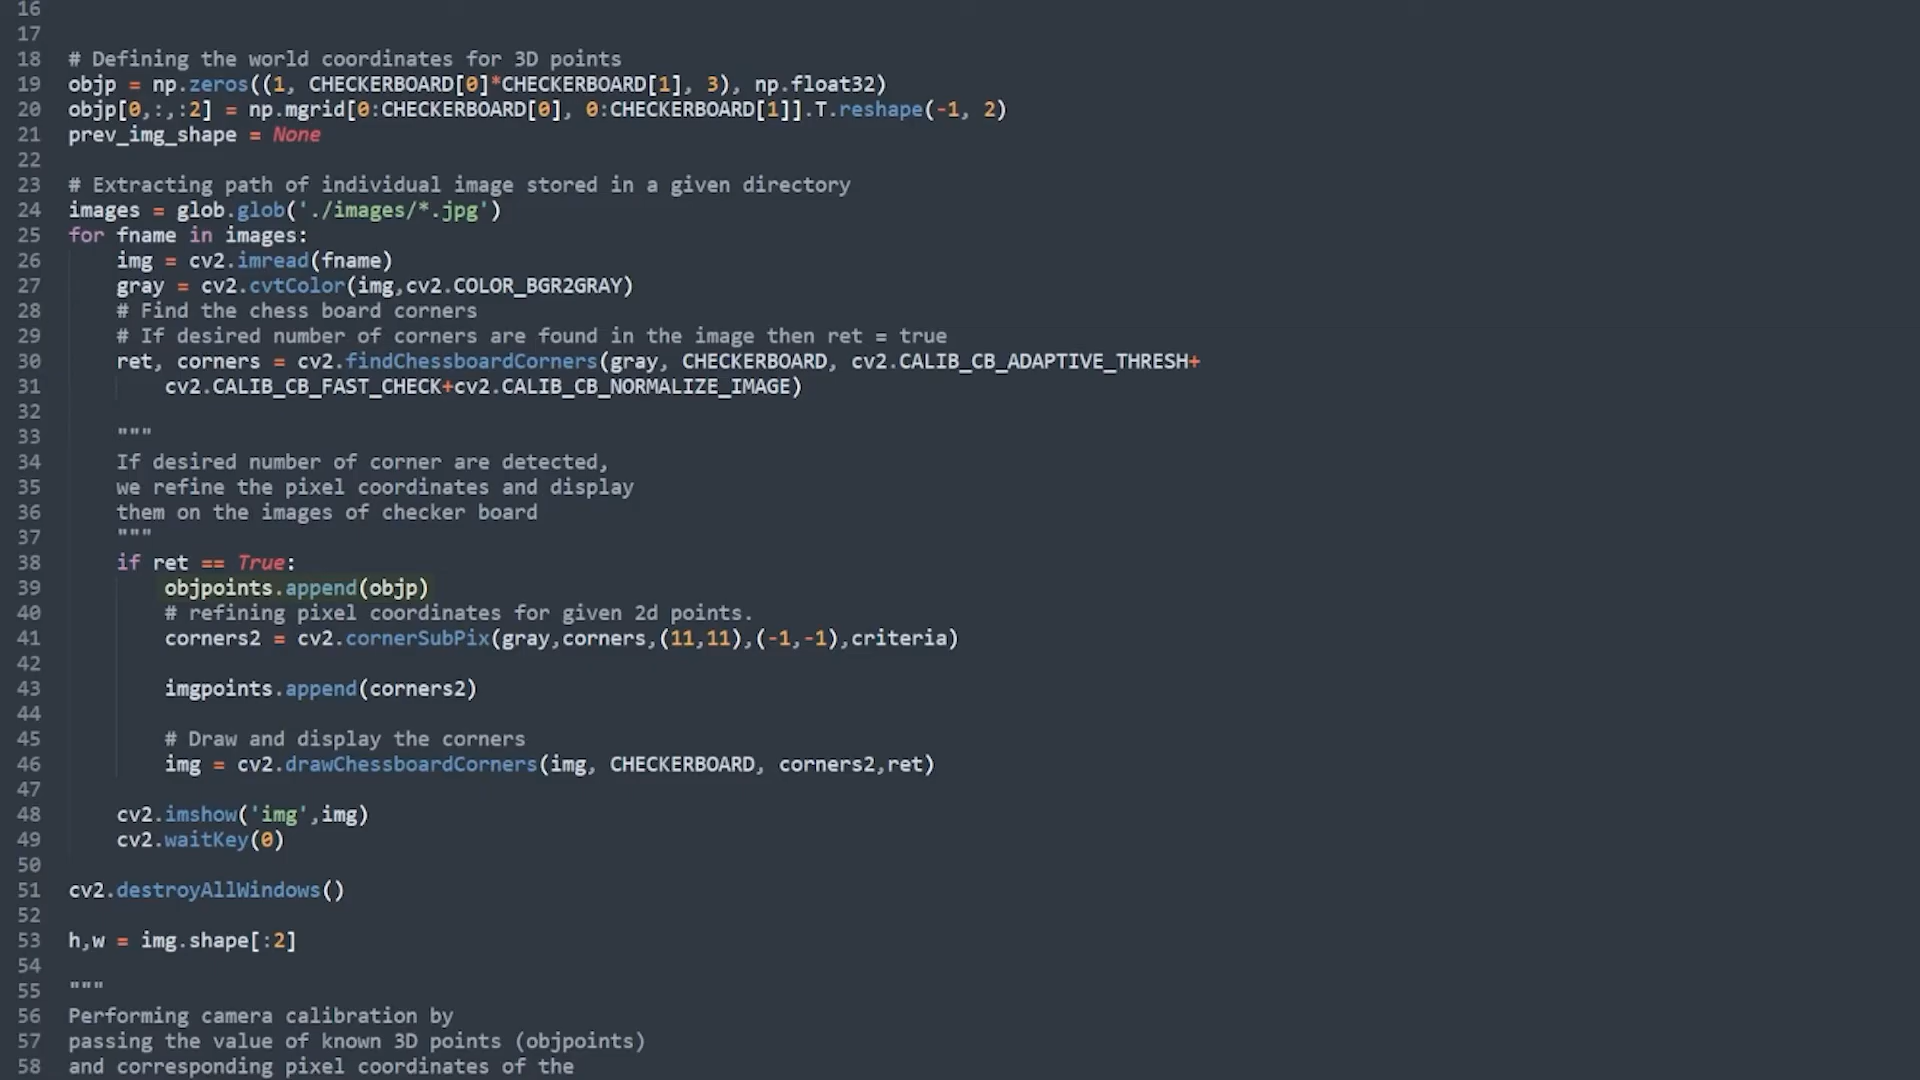 16
17
18 # Defining the world coordinates for 3D points
19 objp = np.zeros((1, CHECKERBOARD[0]*CHECKERBOARD[1], 3), np.float32)
20 objp[0,:,:2] = np.mgrid[0:CHECKERBOARD[0], 0:CHECKERBOARD[1]].T.reshape(-1, 2)
21 prev_img_shape = None
22
23 # Extracting path of individual image stored in a given directory
24 images = glob.glob('./images/*.jpg')
25 for fname in images:
26     img = cv2.imread(fname)
27     gray = cv2.cvtColor(img,cv2.COLOR_BGR2GRAY)
28     # Find the chess board corners
29     # If desired number of corners are found in the image then ret = true
30     ret, corners = cv2.findChessboardCorners(gray, CHECKERBOARD, cv2.CALIB_CB_ADAPTIVE_THRESH+
31         cv2.CALIB_CB_FAST_CHECK+cv2.CALIB_CB_NORMALIZE_IMAGE)
32
33     """
34     If desired number of corner are detected,
35     we refine the pixel coordinates and display
36     them on the images of checker board
37     """
38     if ret == True:
39         objpoints.append(objp)
40         # refining pixel coordinates for given 2d points.
41         corners2 = cv2.cornerSubPix(gray,corners,(11,11),(-1,-1),criteria)
42
43         imgpoints.append(corners2)
44
45         # Draw and display the corners
46         img = cv2.drawChessboardCorners(img, CHECKERBOARD, corners2,ret)
47
48     cv2.imshow('img',img)
49     cv2.waitKey(0)
50
51 cv2.destroyAllWindows()
52
53 h,w = img.shape[:2]
54
55 """
56 Performing camera calibration by
57 passing the value of known 3D points (objpoints)
58 and corresponding pixel coordinates of the